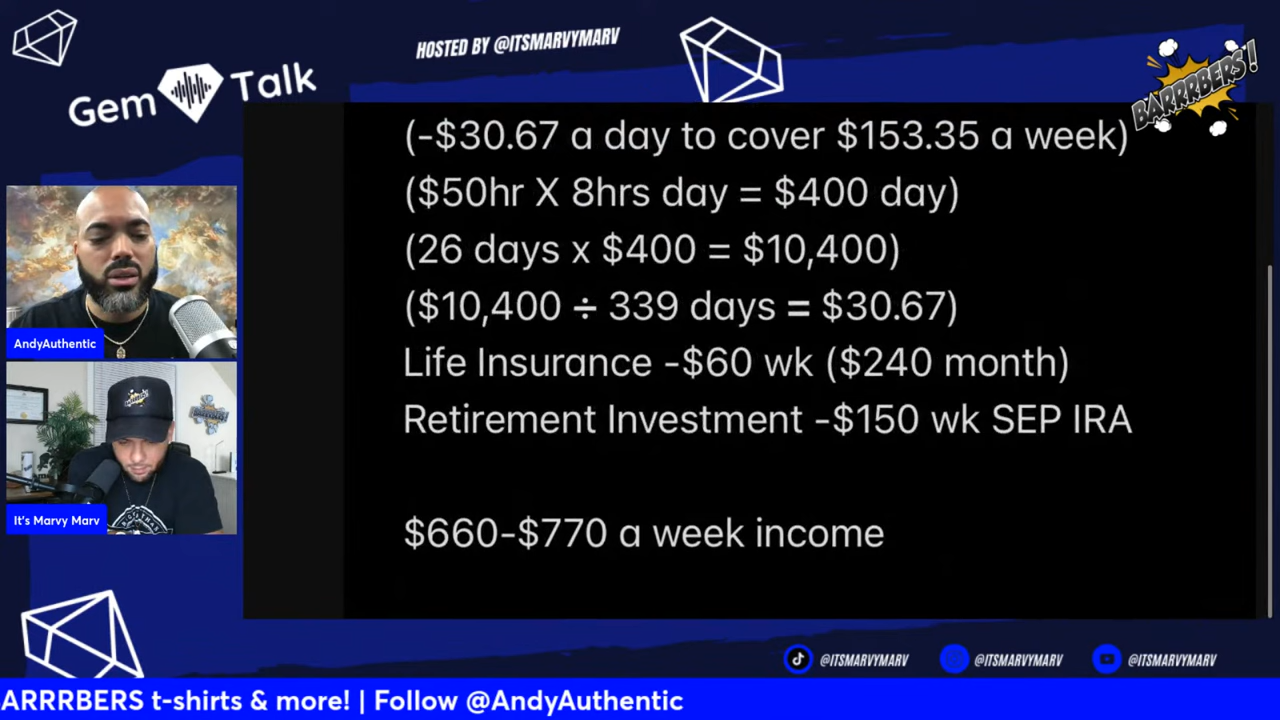 HOSTED BY @ITSMARVYMARV
Gem Talk
BARRRBERS!
(-$30.67 a day to cover $153.35 a week)
($50hr X 8hrs day = $400 day)
(26 days x $400 = $10,400)
($10,400 ÷ 339 days = $30.67)
Life Insurance -$60 wk ($240 month)
Retirement Investment -$150 wk SEP IRA
$660-$770 a week income
AndyAuthentic
It's Marvy Marv
@ITSMARVYMARV
@ITSMARVYMARV
@ITSMARVYMARV
ARRRBERS t-shirts & more! | Follow @AndyAuthentic